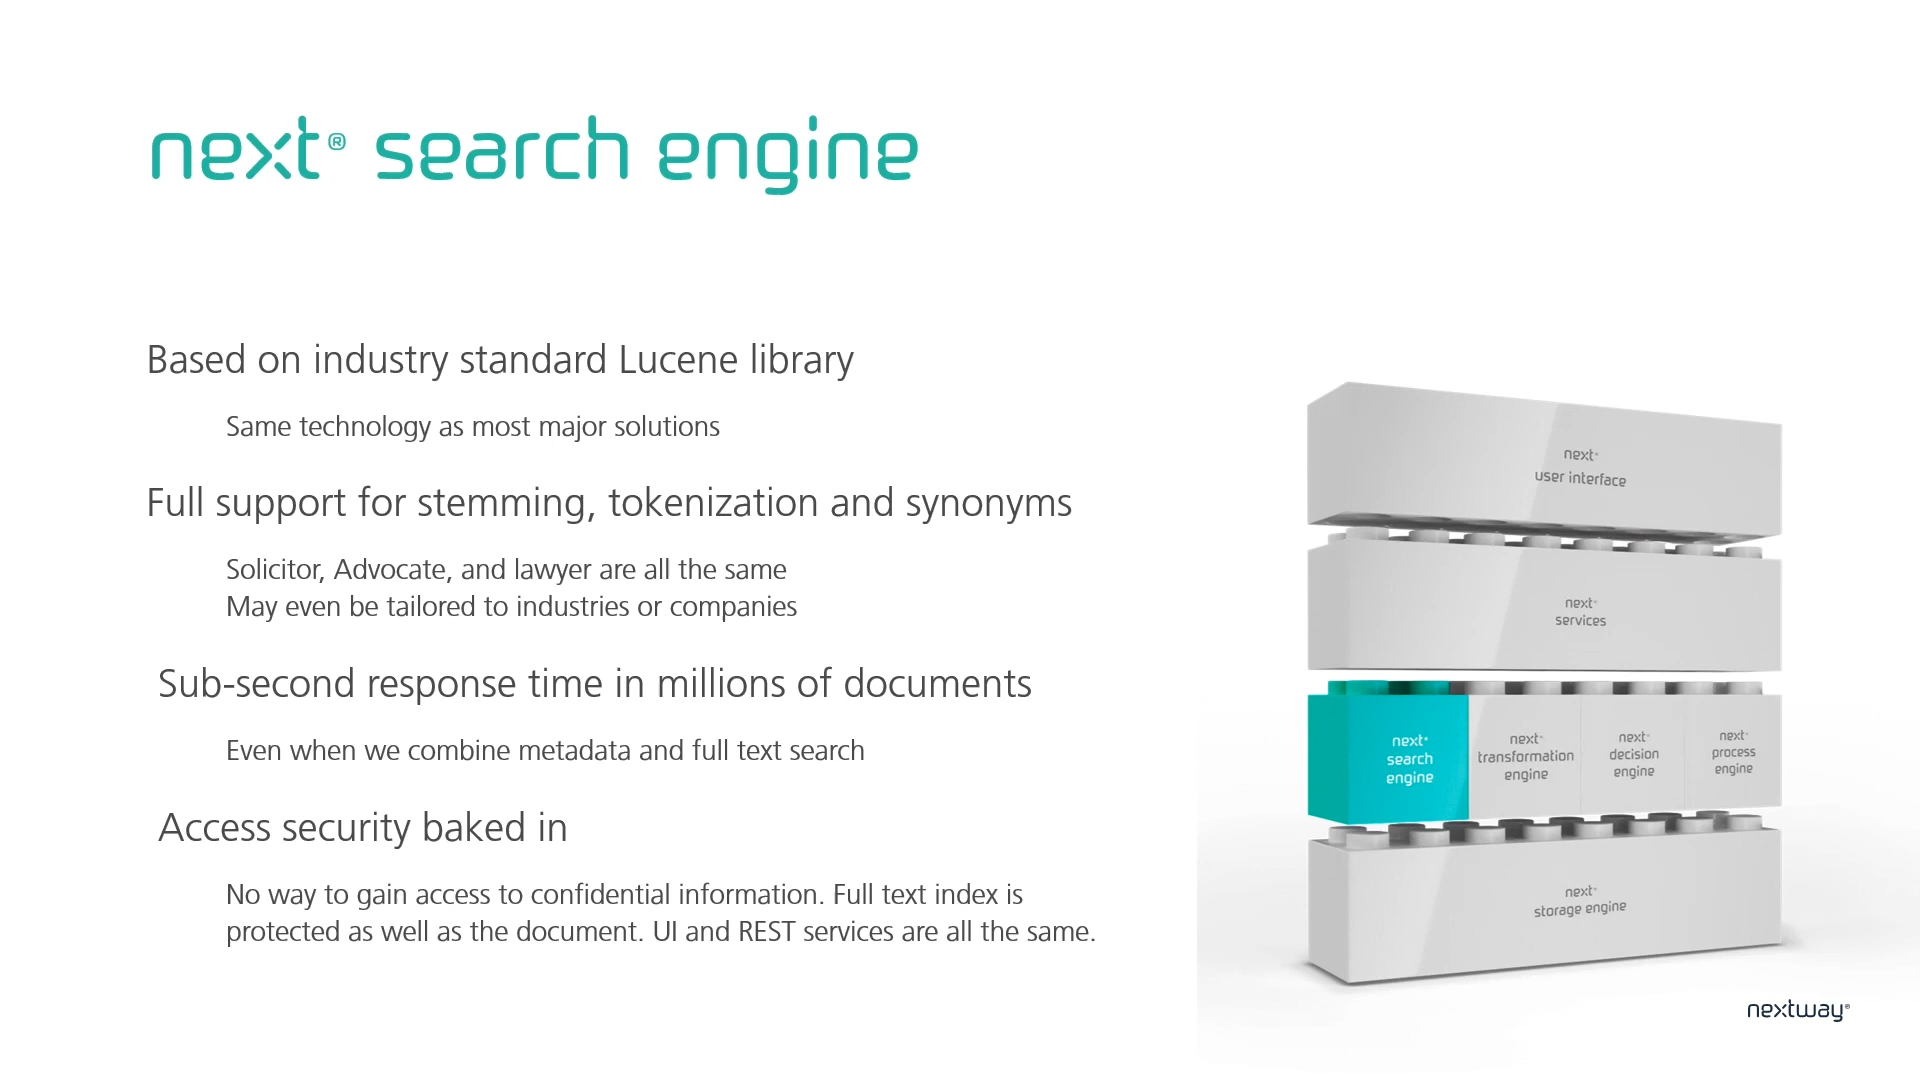 next® search engine
Based on industry standard Lucene library
Same technology as most major solutions
Full support for stemming, tokenization and synonyms
Solicitor, Advocate, and lawyer are all the same
May even be tailored to industries or companies
Sub-second response time in millions of documents
Even when we combine metadata and full text search
Access security baked in
No way to gain access to confidential information. Full text index is
protected as well as the document. UI and REST services are all the same.
next®
user interface
next®
services
next®
search
engine
next®
transformation
engine
next®
decision
engine
next®
process
engine
next®
storage engine
nextway®